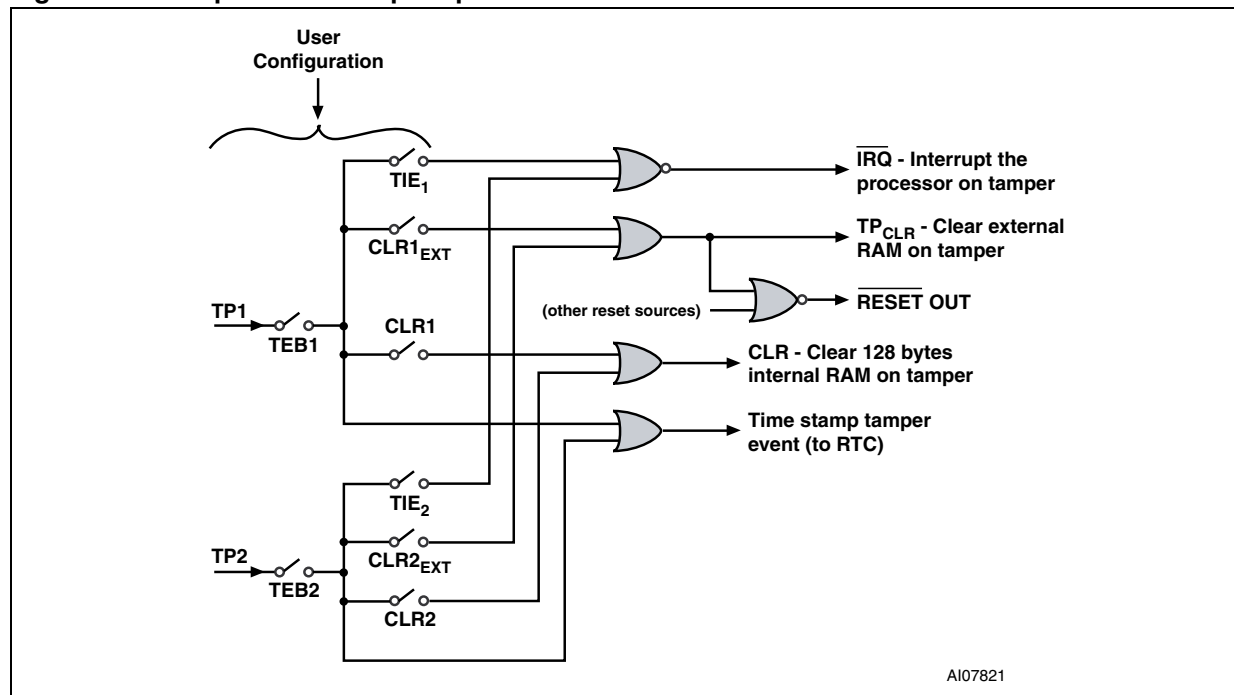 User
Configuration
TIE1
IRQ - Interrupt the
processor on tamper
CLR1EXT
TPCLR - Clear external
RAM on tamper
(other reset sources)
RESET OUT
TP1
TEB1
CLR1
CLR - Clear 128 bytes
internal RAM on tamper
Time stamp tamper
event (to RTC)
TIE2
TP2
TEB2
CLR2EXT
CLR2
AI07821